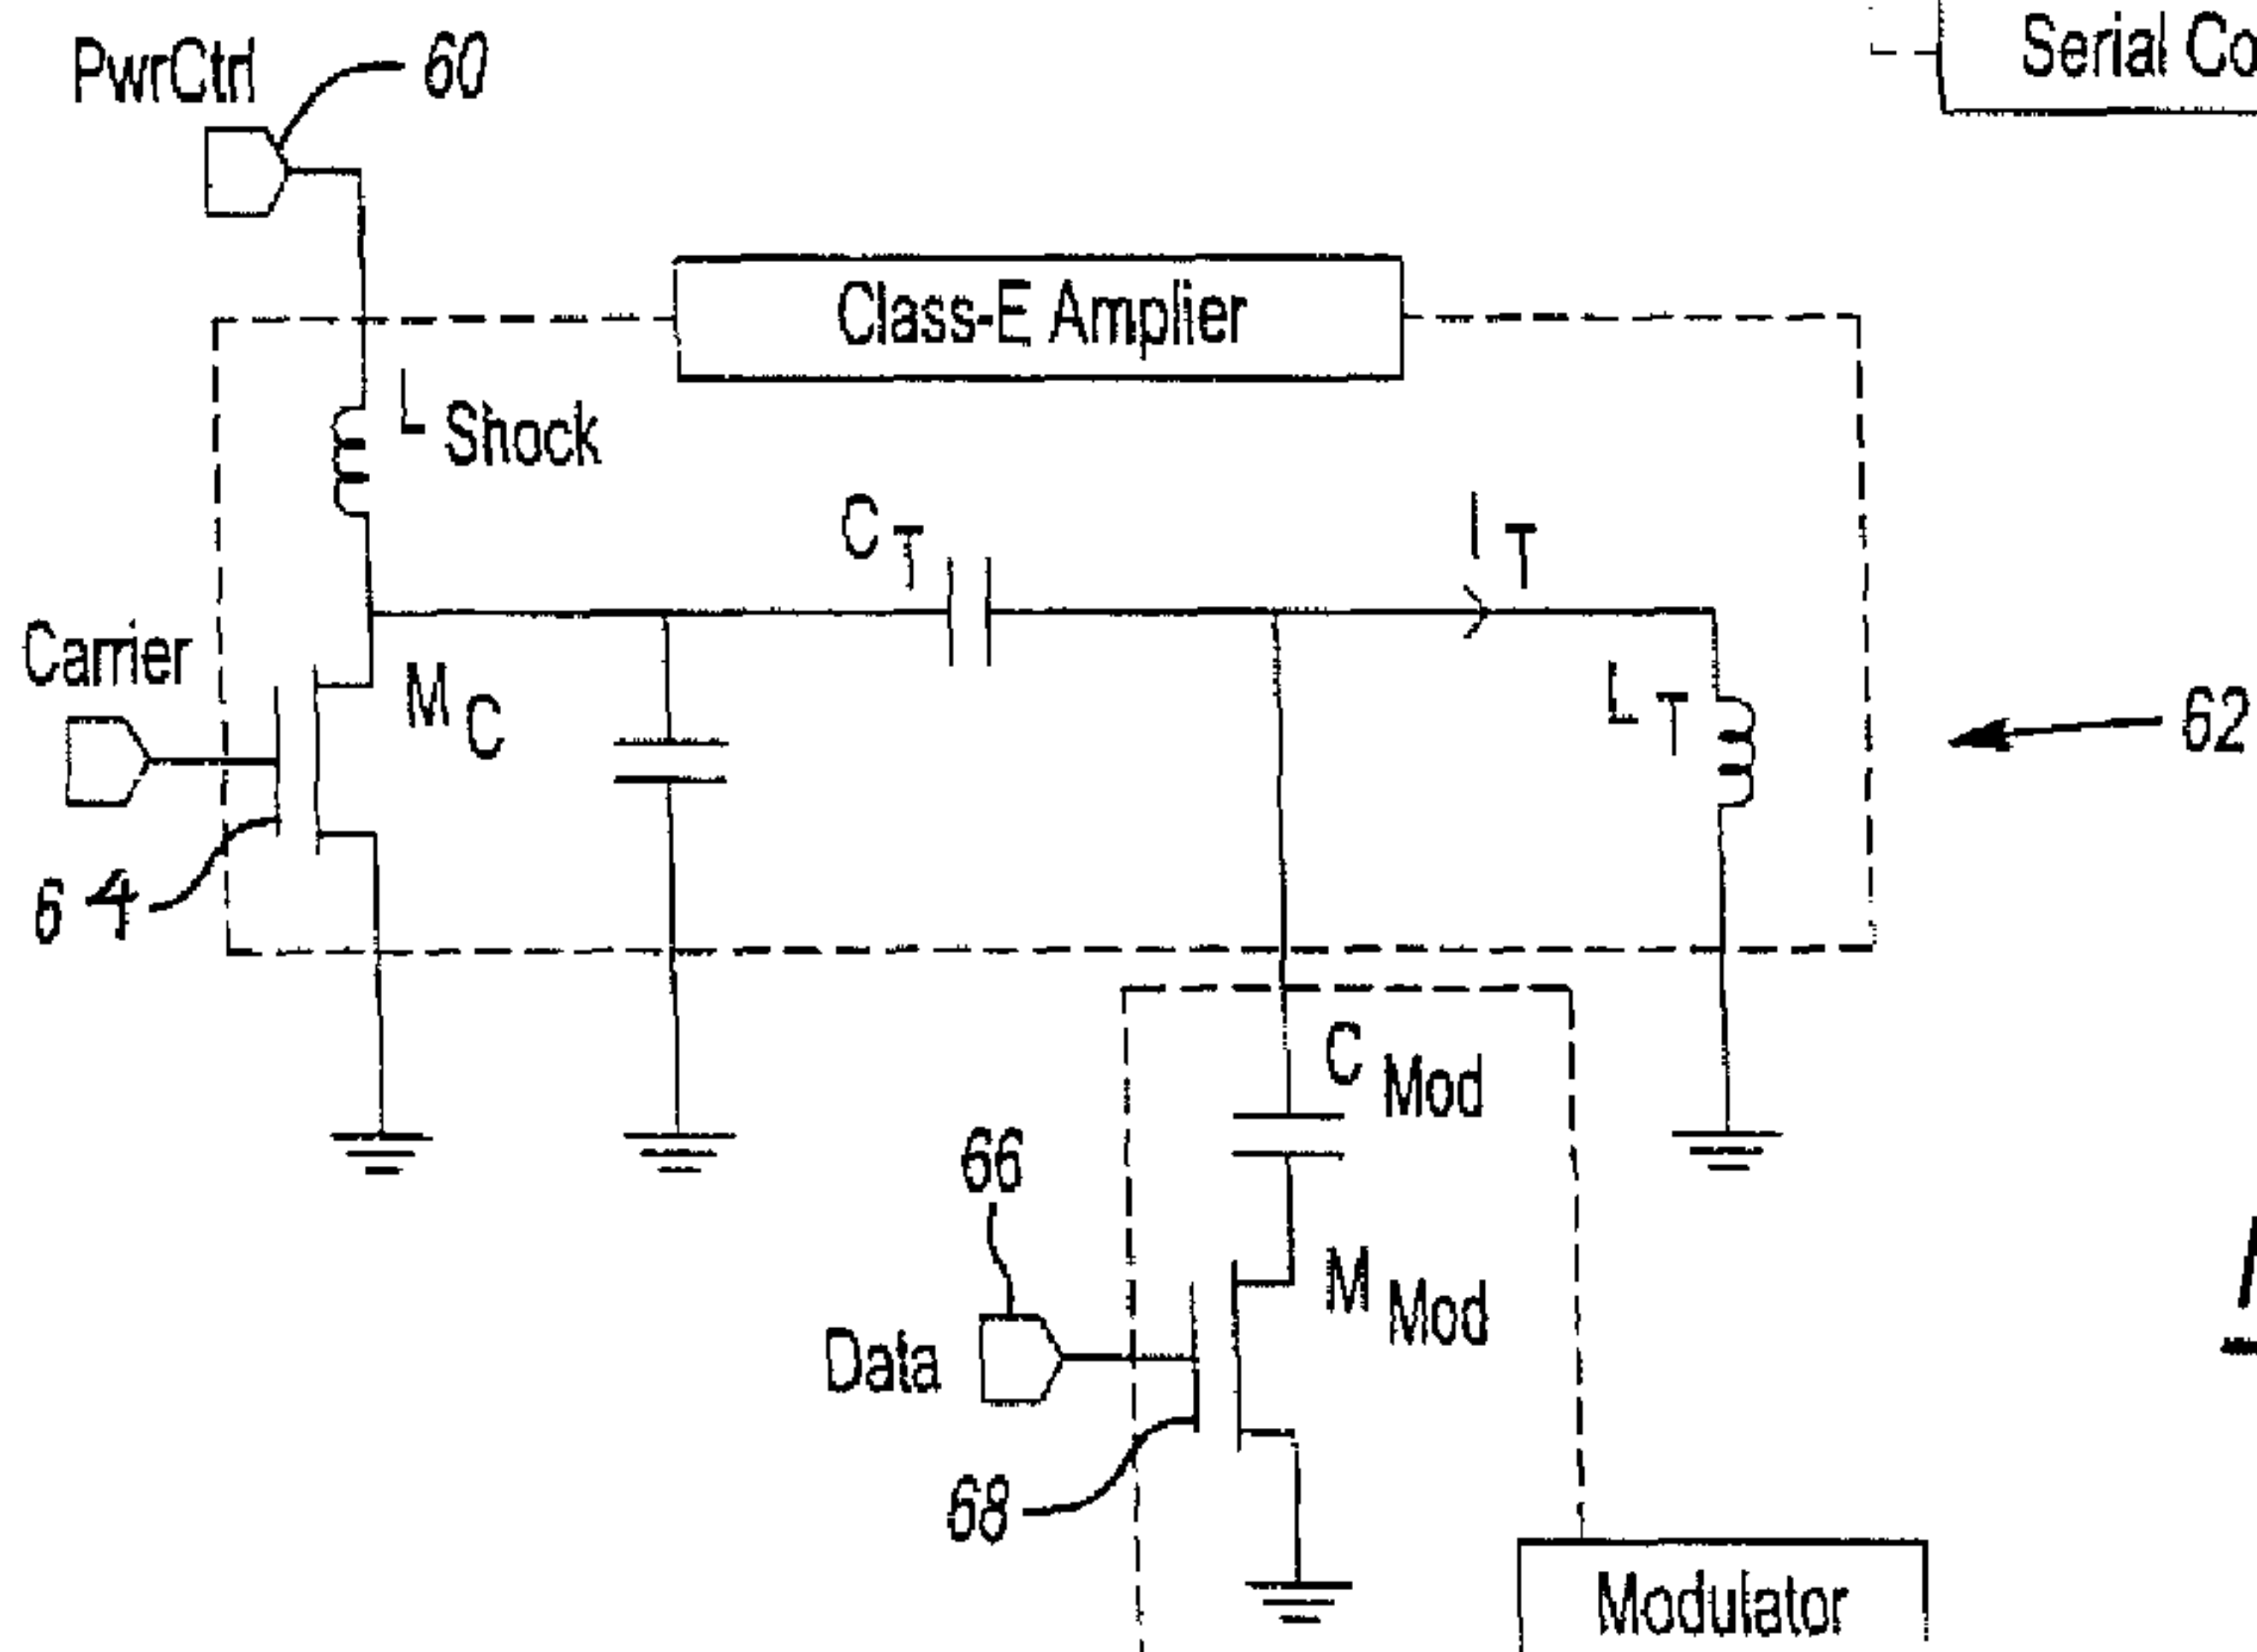 PwrCtrl
60
Serial Co
Class-E Amplier
L Shock
C T
I T
Carrier
M C
L T
62
64
C Mod
66
M Mod
Data
68
Modulator